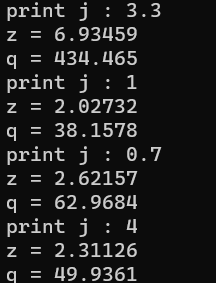 print j : 3.3
z = 6.93459
q = 434.465
print j : 1
z = 2.02732
q = 38.1578
print j : 0.7
z = 2.62157
q = 62.9684
print j : 4
z = 2.31126
q = 49.9361